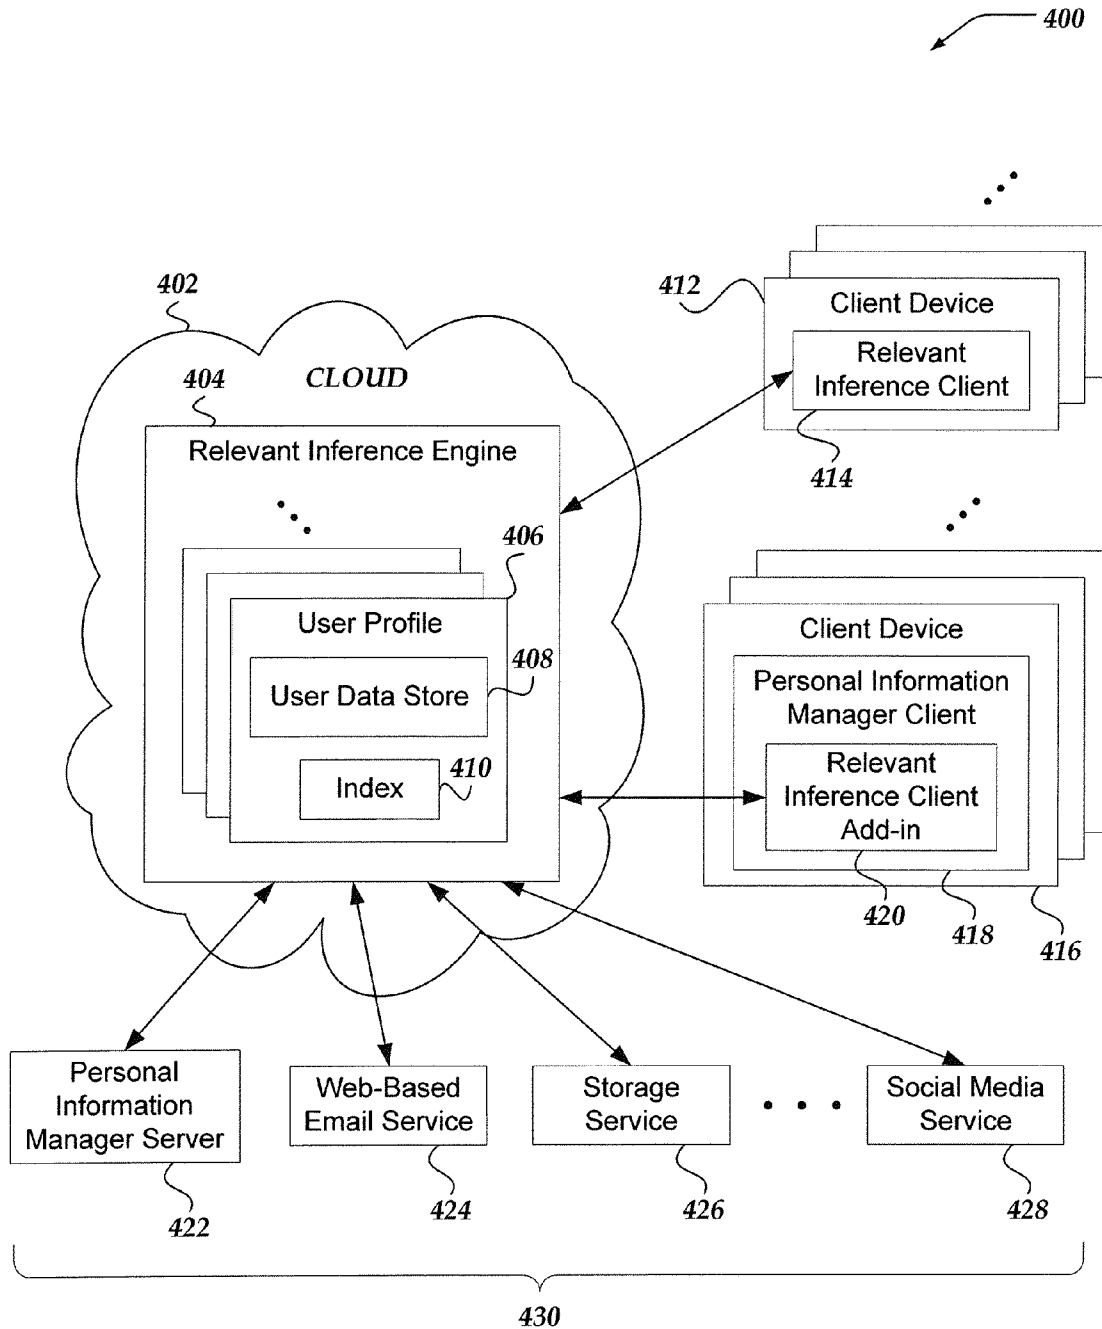 400
402
CLOUD
404
Relevant Inference Engine
406
User Profile
408
User Data Store
410
Index
412
Client Device
Relevant
Inference Client
414
Client Device
Personal Information
Manager Client
Relevant
Inference Client
Add-in
420
418
416
Personal
Information
Manager Server
422
Web-Based
Email Service
424
Storage
Service
426
Social Media
Service
428
430